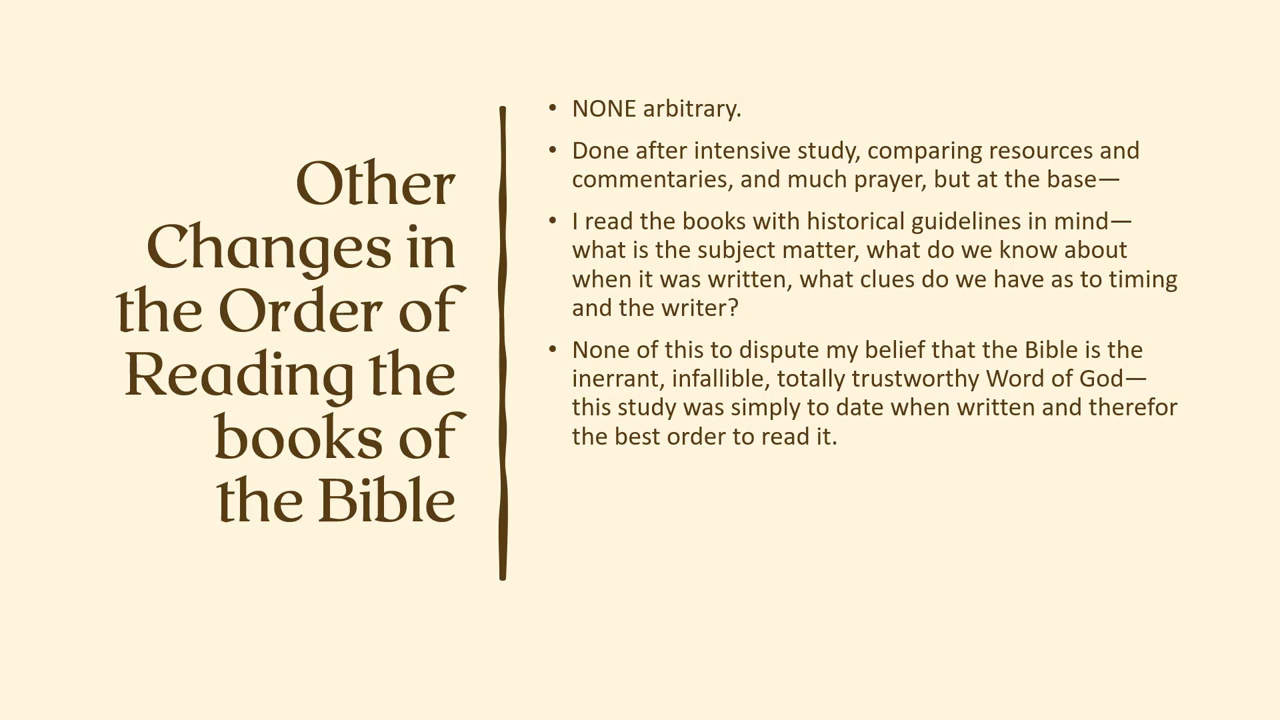 Other
Changes in
the Order of
Reading the
books of
the Bible
• NONE arbitrary.
• Done after intensive study, comparing resources and
commentaries, and much prayer, but at the base—
• I read the books with historical guidelines in mind—
what is the subject matter, what do we know about
when it was written, what clues do we have as to timing
and the writer?
• None of this to dispute my belief that the Bible is the
inerrant, infallible, totally trustworthy Word of God—
this study was simply to date when written and therefor
the best order to read it.